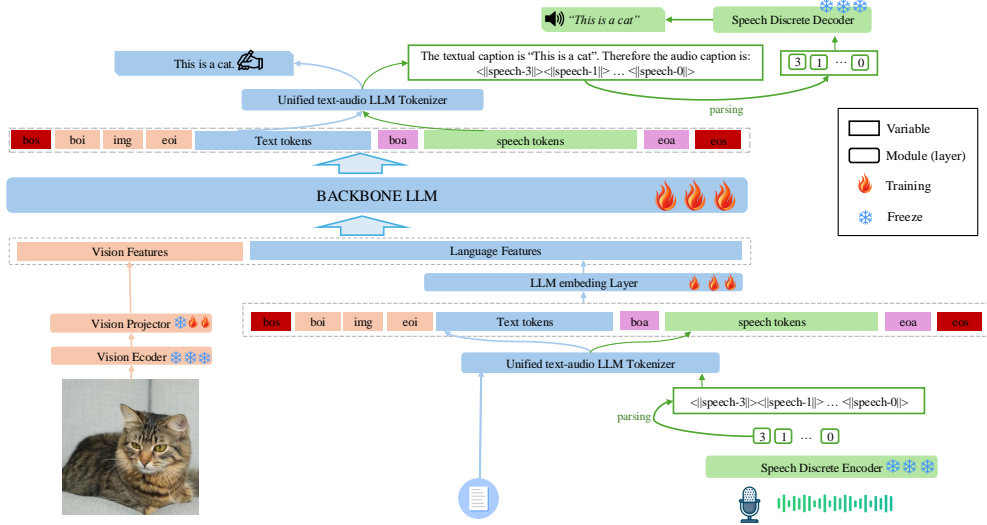 "This is a cat"
Speech Discrete Decoder
This is a cat.
The textual caption is "This is a cat". Therefore the audio caption is:
<||speech-3||><||speech-1||> … <||speech-0||>
3 1 … 0
parsing
Unified text-audio LLM Tokenizer
bos boi img eoi Text tokens boa speech tokens eoa eos
Variable
Module (layer)
Training
Freeze
BACKBONE LLM
Vision Features
Language Features
LLM embeding Layer
Vision Projector
bos boi img eoi Text tokens boa speech tokens eoa eos
Vision Ecoder
Unified text-audio LLM Tokenizer
<||speech-3||><||speech-1||> … <||speech-0||>
parsing
3 1 … 0
Speech Discrete Encoder